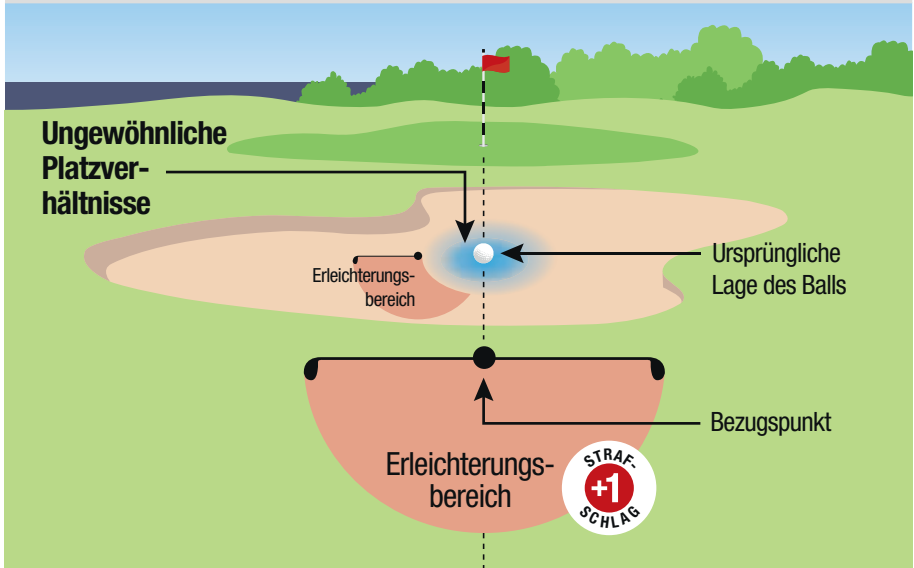 Ungewöhnliche
Platzver-
hältnisse
Ursprüngliche
Lage des Balls
Erleichterungs-
bereich
Bezugspunkt
Erleichterungs-
bereich
STRAF-
+1
SCHLAG